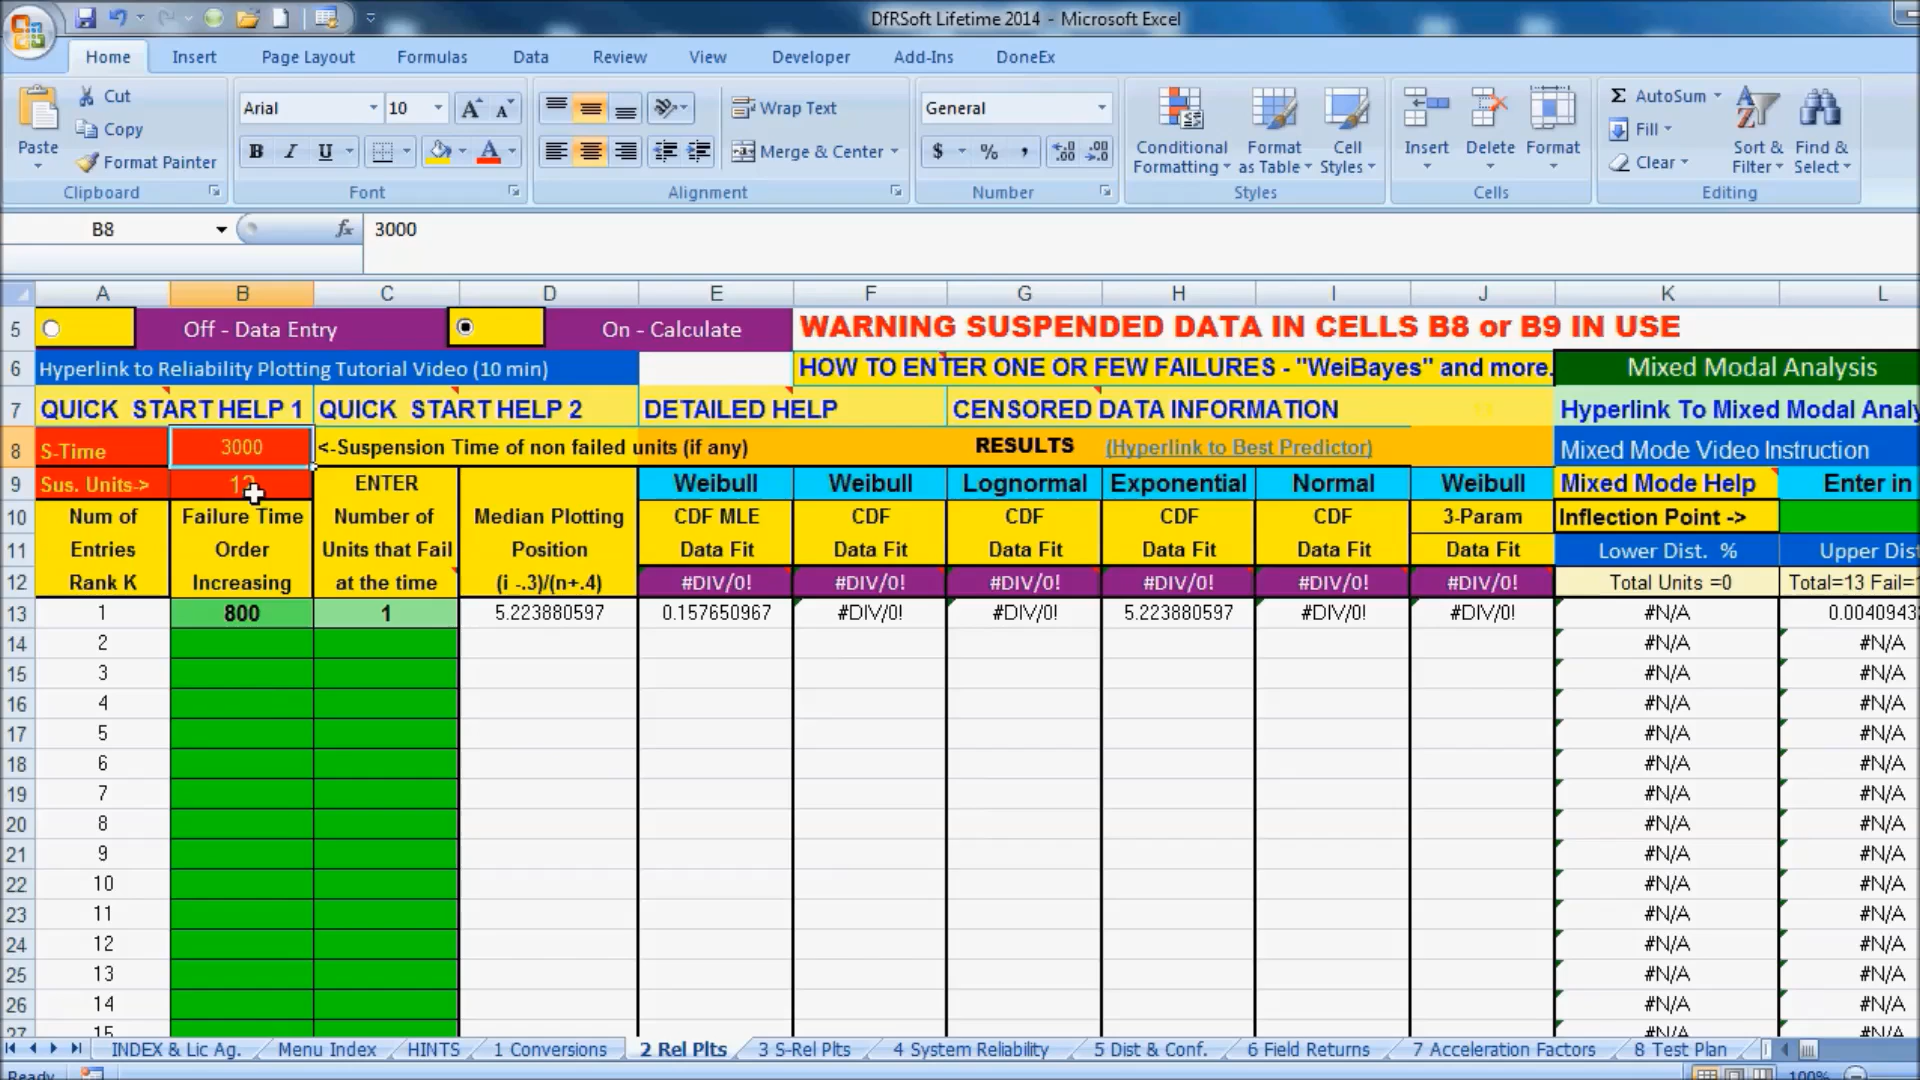 DfRSoft Lifetime 2014 - Microsoft Excel
Home Insert Page Layout Formulas Data Review View Developer Add-Ins DoneEx
Paste Cut Copy Format Painter Clipboard
Arial 10 A A B I U A Font
Wrap Text Merge & Center Alignment
General $ % , .00 .00 Number
Conditional Formatting Format as Table Cell Styles Styles
Insert Delete Format Cells
Σ AutoSum Fill Clear Sort & Filter Find & Select Editing
B8 fx 3000
A B C D E F G H I J K L
5 Off - Data Entry On - Calculate WARNING SUSPENDED DATA IN CELLS B8 or B9 IN USE
6 Hyperlink to Reliability Plotting Tutorial Video (10 min) HOW TO ENTER ONE OR FEW FAILURES - "WeiBayes" and more. Mixed Modal Analysis
7 QUICK START HELP 1 QUICK START HELP 2 DETAILED HELP CENSORED DATA INFORMATION Hyperlink To Mixed Modal Analy
8 S-Time 3000 <-Suspension Time of non failed units (if any) RESULTS (Hyperlink to Best Predictor) Mixed Mode Video Instruction
9 Sus. Units-> ENTER Weibull Weibull Lognormal Exponential Normal Weibull Mixed Mode Help Enter in
10 Num of Failure Time Number of Median Plotting CDF MLE CDF CDF CDF CDF 3-Param Inflection Point ->
11 Entries Order Units that Fail Position Data Fit Data Fit Data Fit Data Fit Data Fit Data Fit Lower Dist. % Upper Dist
12 Rank K Increasing at the time (i -.3)/(n+.4) #DIV/0! #DIV/0! #DIV/0! #DIV/0! #DIV/0! #DIV/0! Total Units =0 Total=13 Fail=1
13 1 800 1 5.223880597 0.157650967 #DIV/0! #DIV/0! 5.223880597 #DIV/0! #DIV/0! #N/A 0.0040943
14 2 #N/A #N/A
15 3 #N/A #N/A
16 4 #N/A #N/A
17 5 #N/A #N/A
18 6 #N/A #N/A
19 7 #N/A #N/A
20 8 #N/A #N/A
21 9 #N/A #N/A
22 10 #N/A #N/A
23 11 #N/A #N/A
24 12 #N/A #N/A
25 13 #N/A #N/A
26 14 #N/A #N/A
27 15 #N/A #N/A
INDEX & Lic Ag. Menu Index HINTS 1 Conversions 2 Rel Plts 3 S-Rel Plts 4 System Reliability 5 Dist & Conf. 6 Field Returns 7 Acceleration Factors 8 Test Plan
Ready 100%